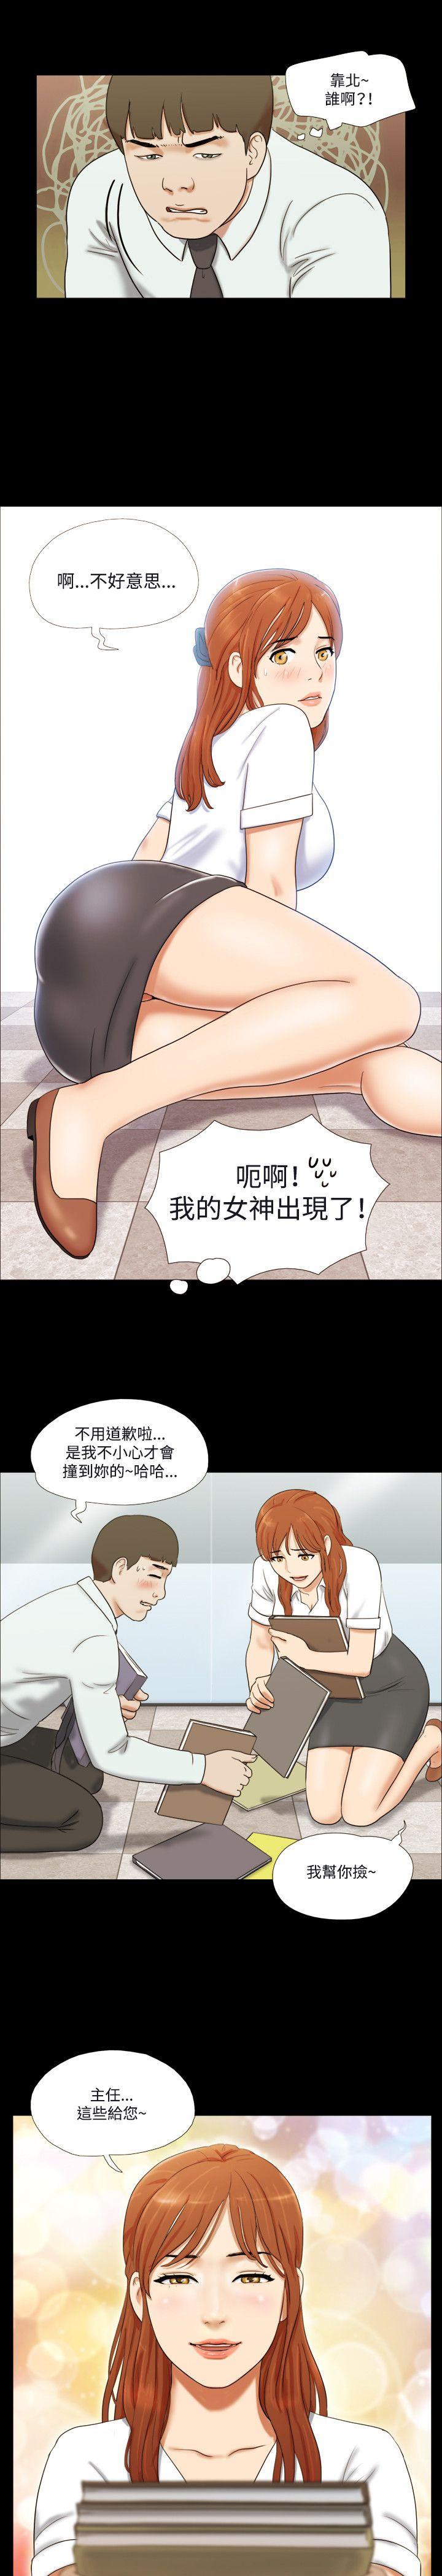 靠北~
誰啊?!
啊...不好意思...
呃啊!
我的女神出現了!
不用道歉啦...
是我不小心才會
撞到妳的~哈哈...
我幫你撿~
主任...
這些給您~